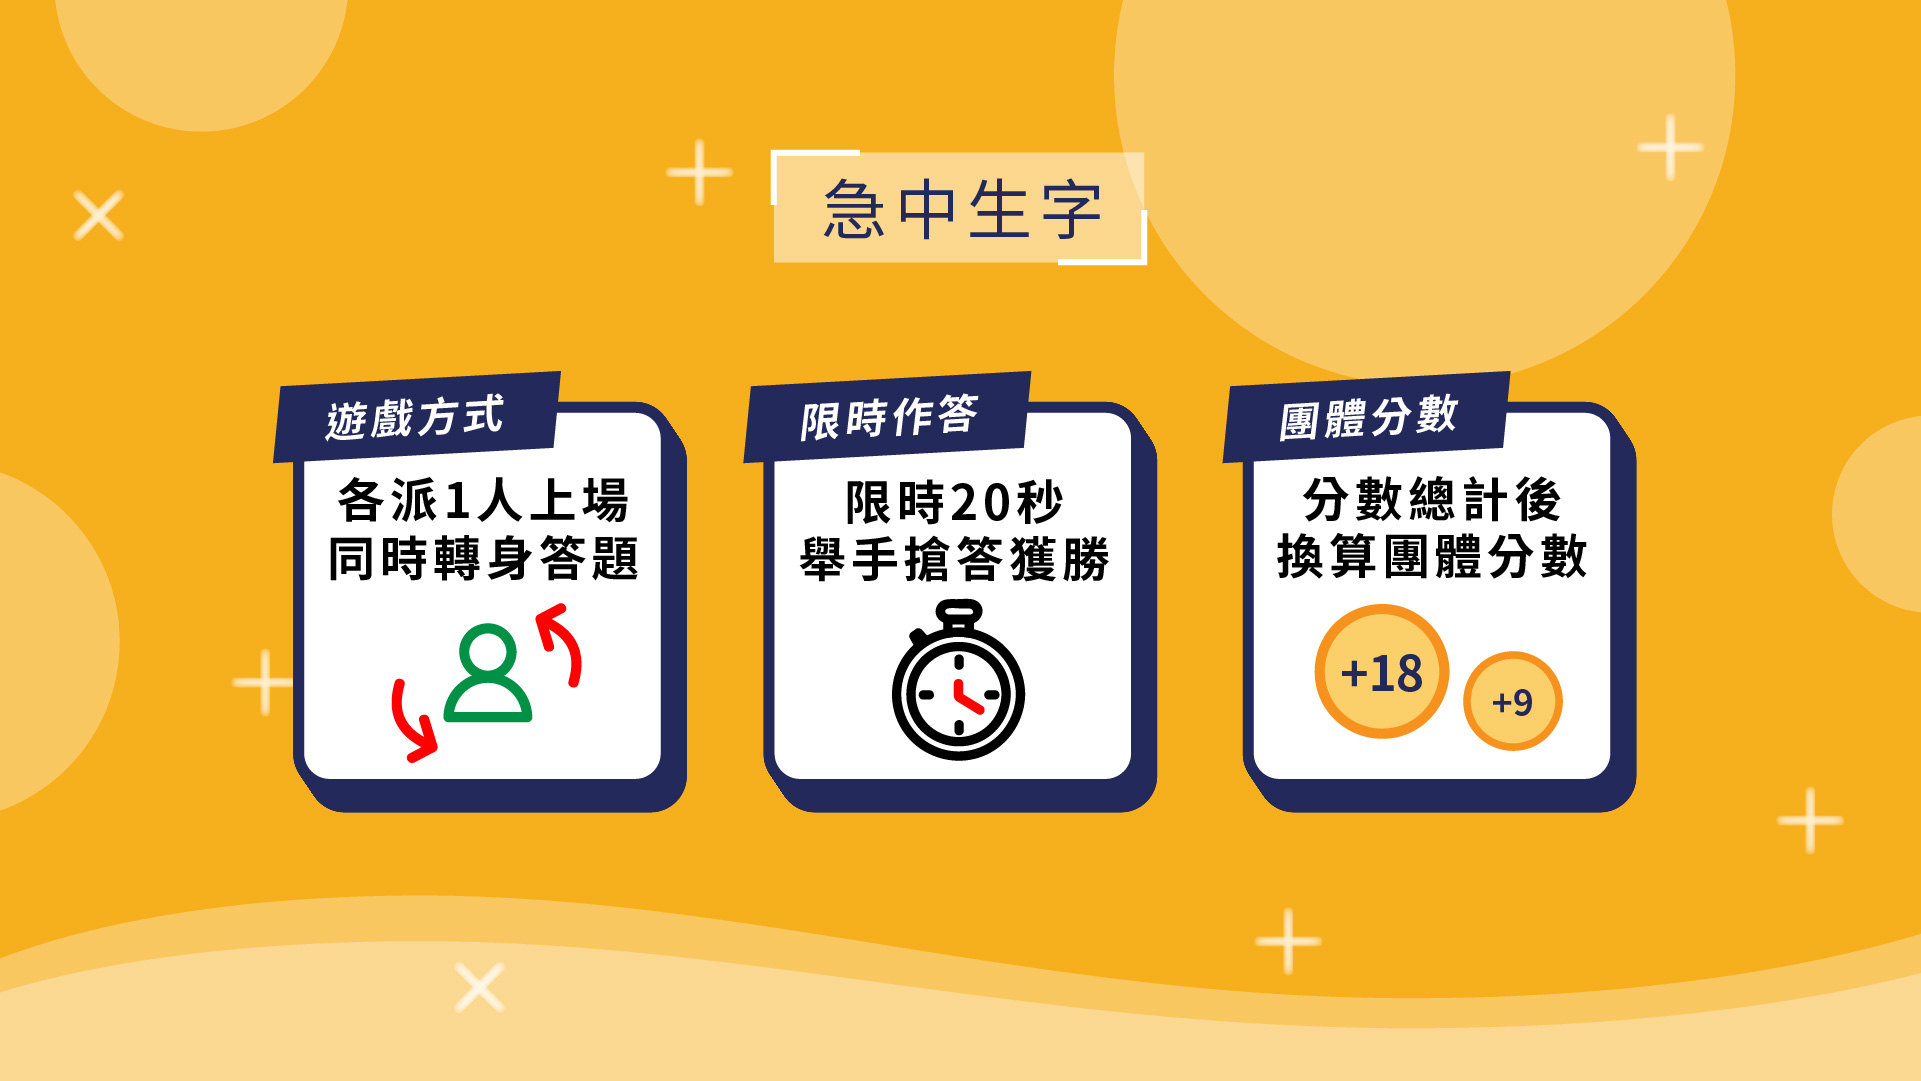 急中生字
遊戲方式
各派1人上場
同時轉身答題
限時作答
限時20秒
舉手搶答獲勝
團體分數
分數總計後
換算團體分數
+18
+9